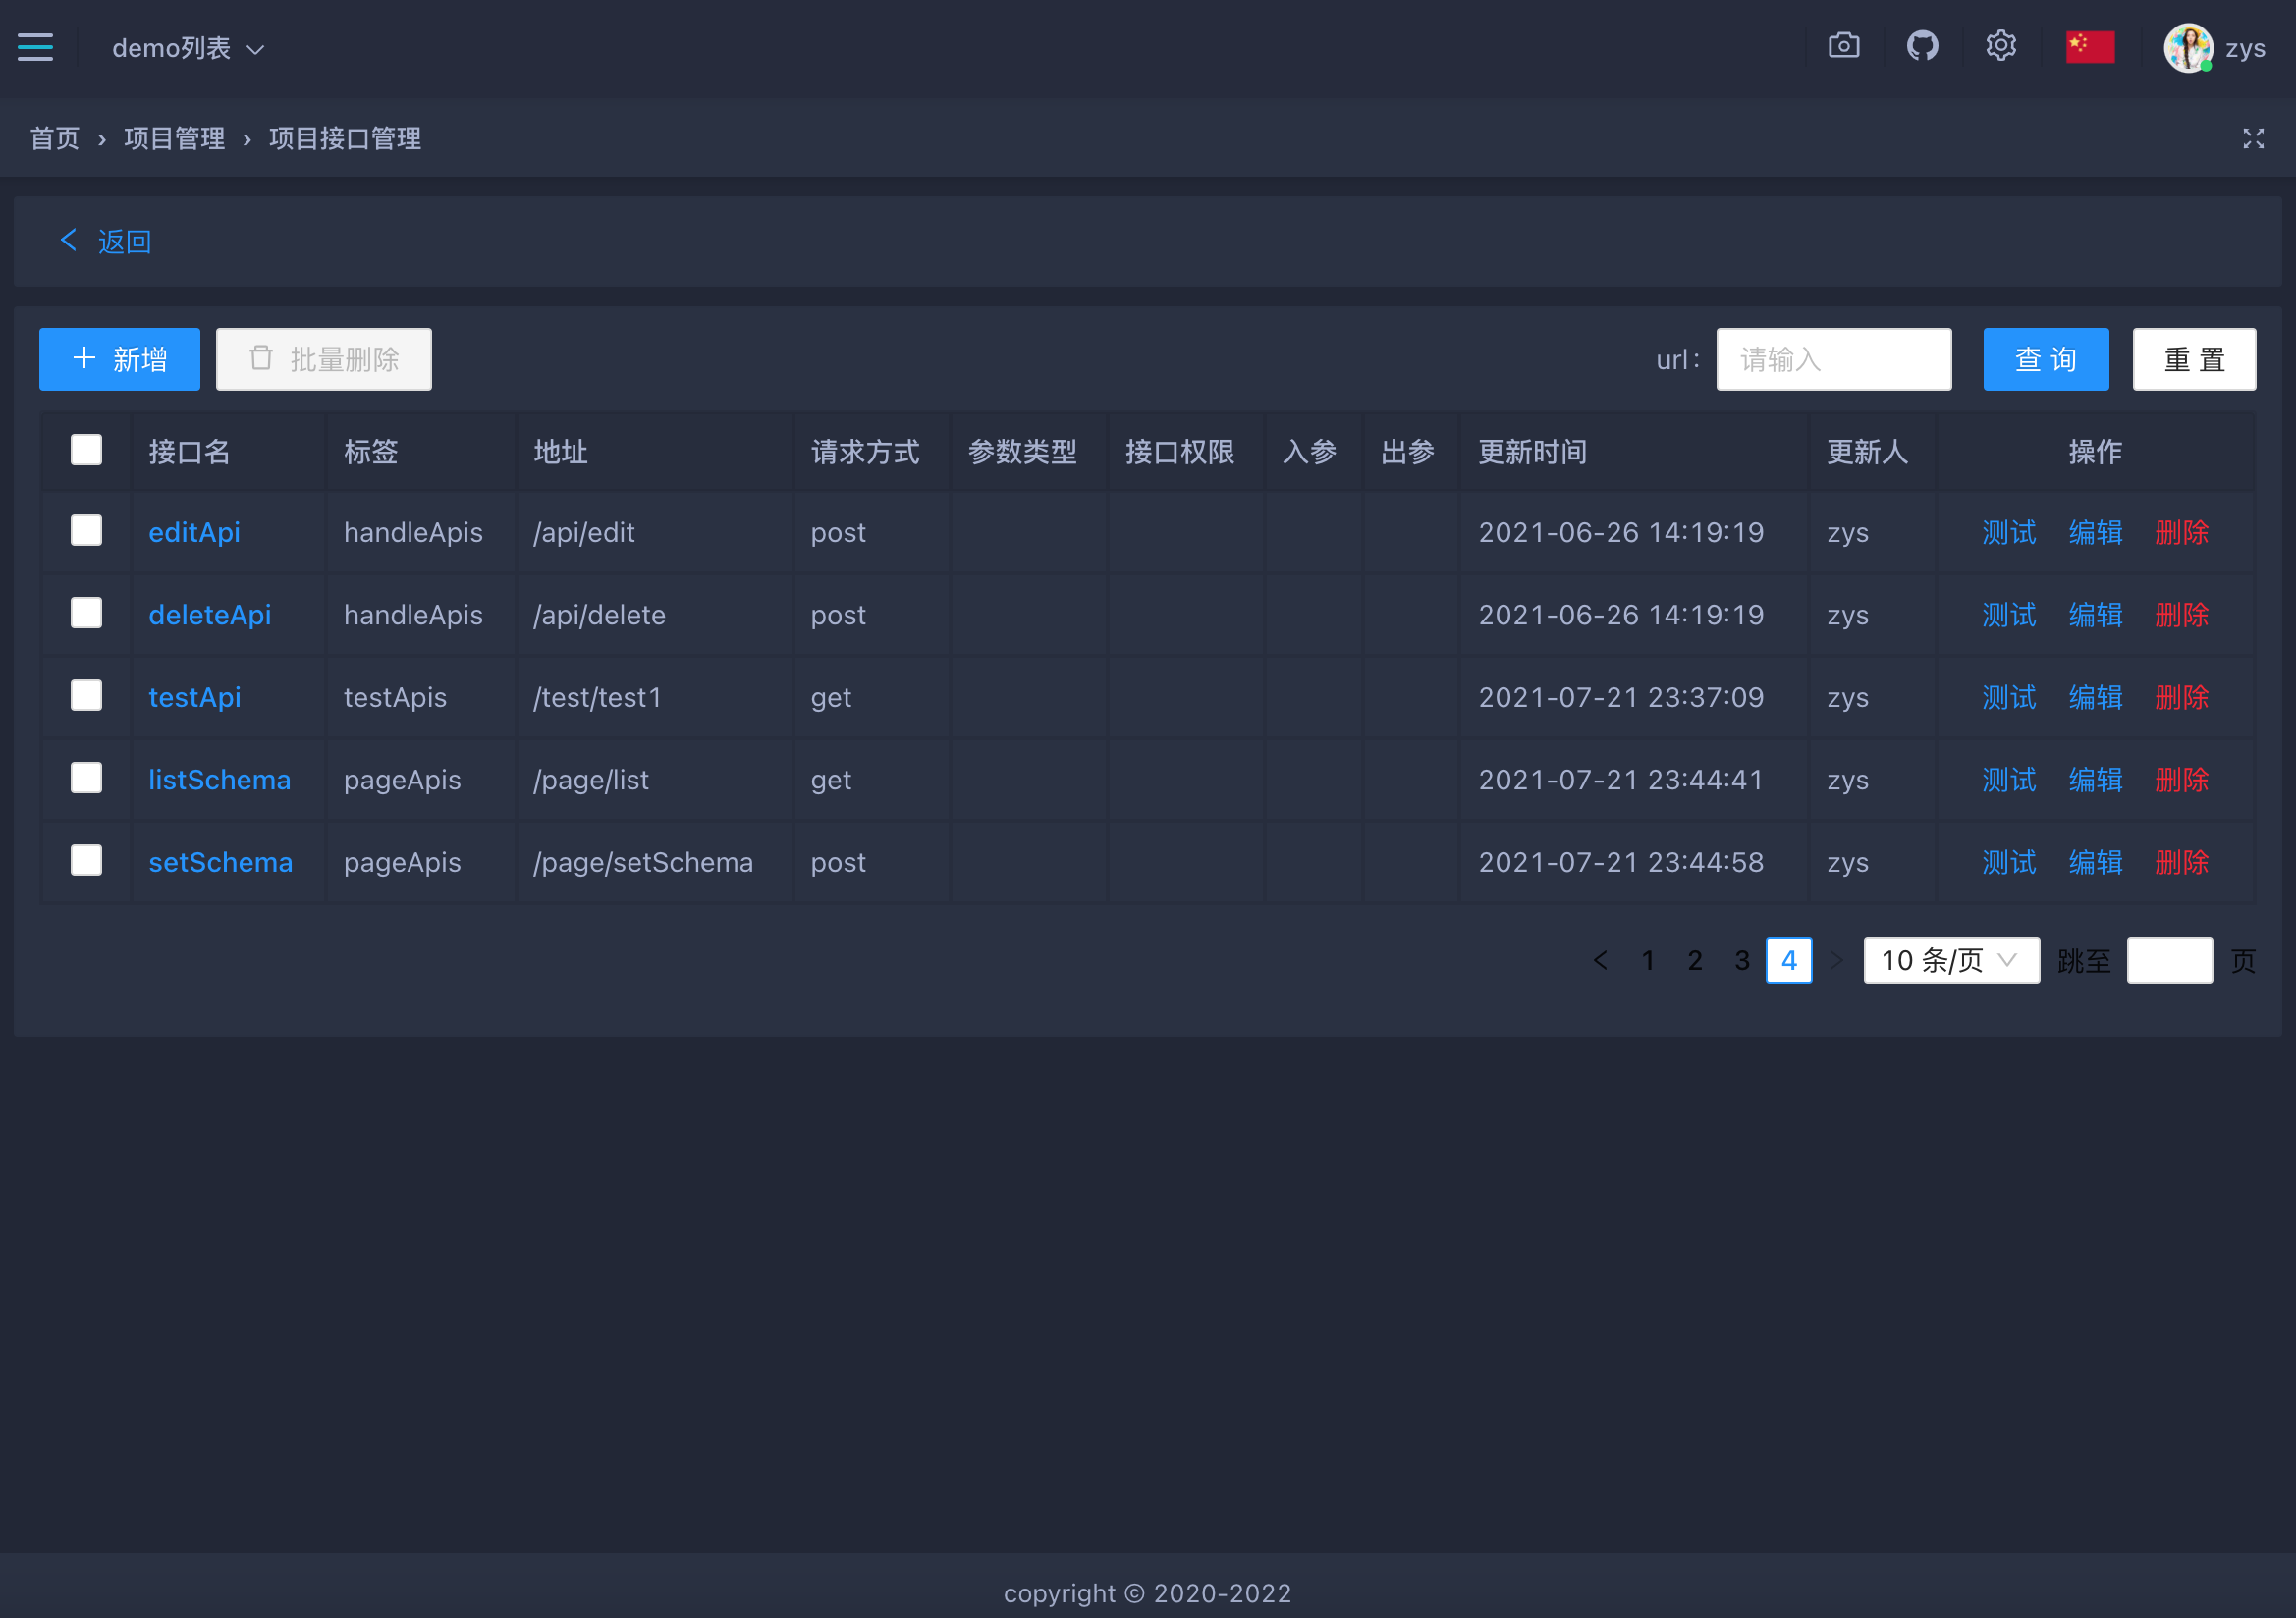 demo列表 zys
首页 › 项目管理 › 项目接口管理
返回
新增 批量删除 url: 请输入 查 询 重 置
接口名 标签 地址 请求方式 参数类型 接口权限 入参 出参 更新时间 更新人 操作
editApi handleApis /api/edit post 2021-06-26 14:19:19 zys 测试 编辑 删除
deleteApi handleApis /api/delete post 2021-06-26 14:19:19 zys 测试 编辑 删除
testApi testApis /test/test1 get 2021-07-21 23:37:09 zys 测试 编辑 删除
listSchema pageApis /page/list get 2021-07-21 23:44:41 zys 测试 编辑 删除
setSchema pageApis /page/setSchema post 2021-07-21 23:44:58 zys 测试 编辑 删除
1 2 3 4 10 条/页 跳至 页
copyright © 2020-2022